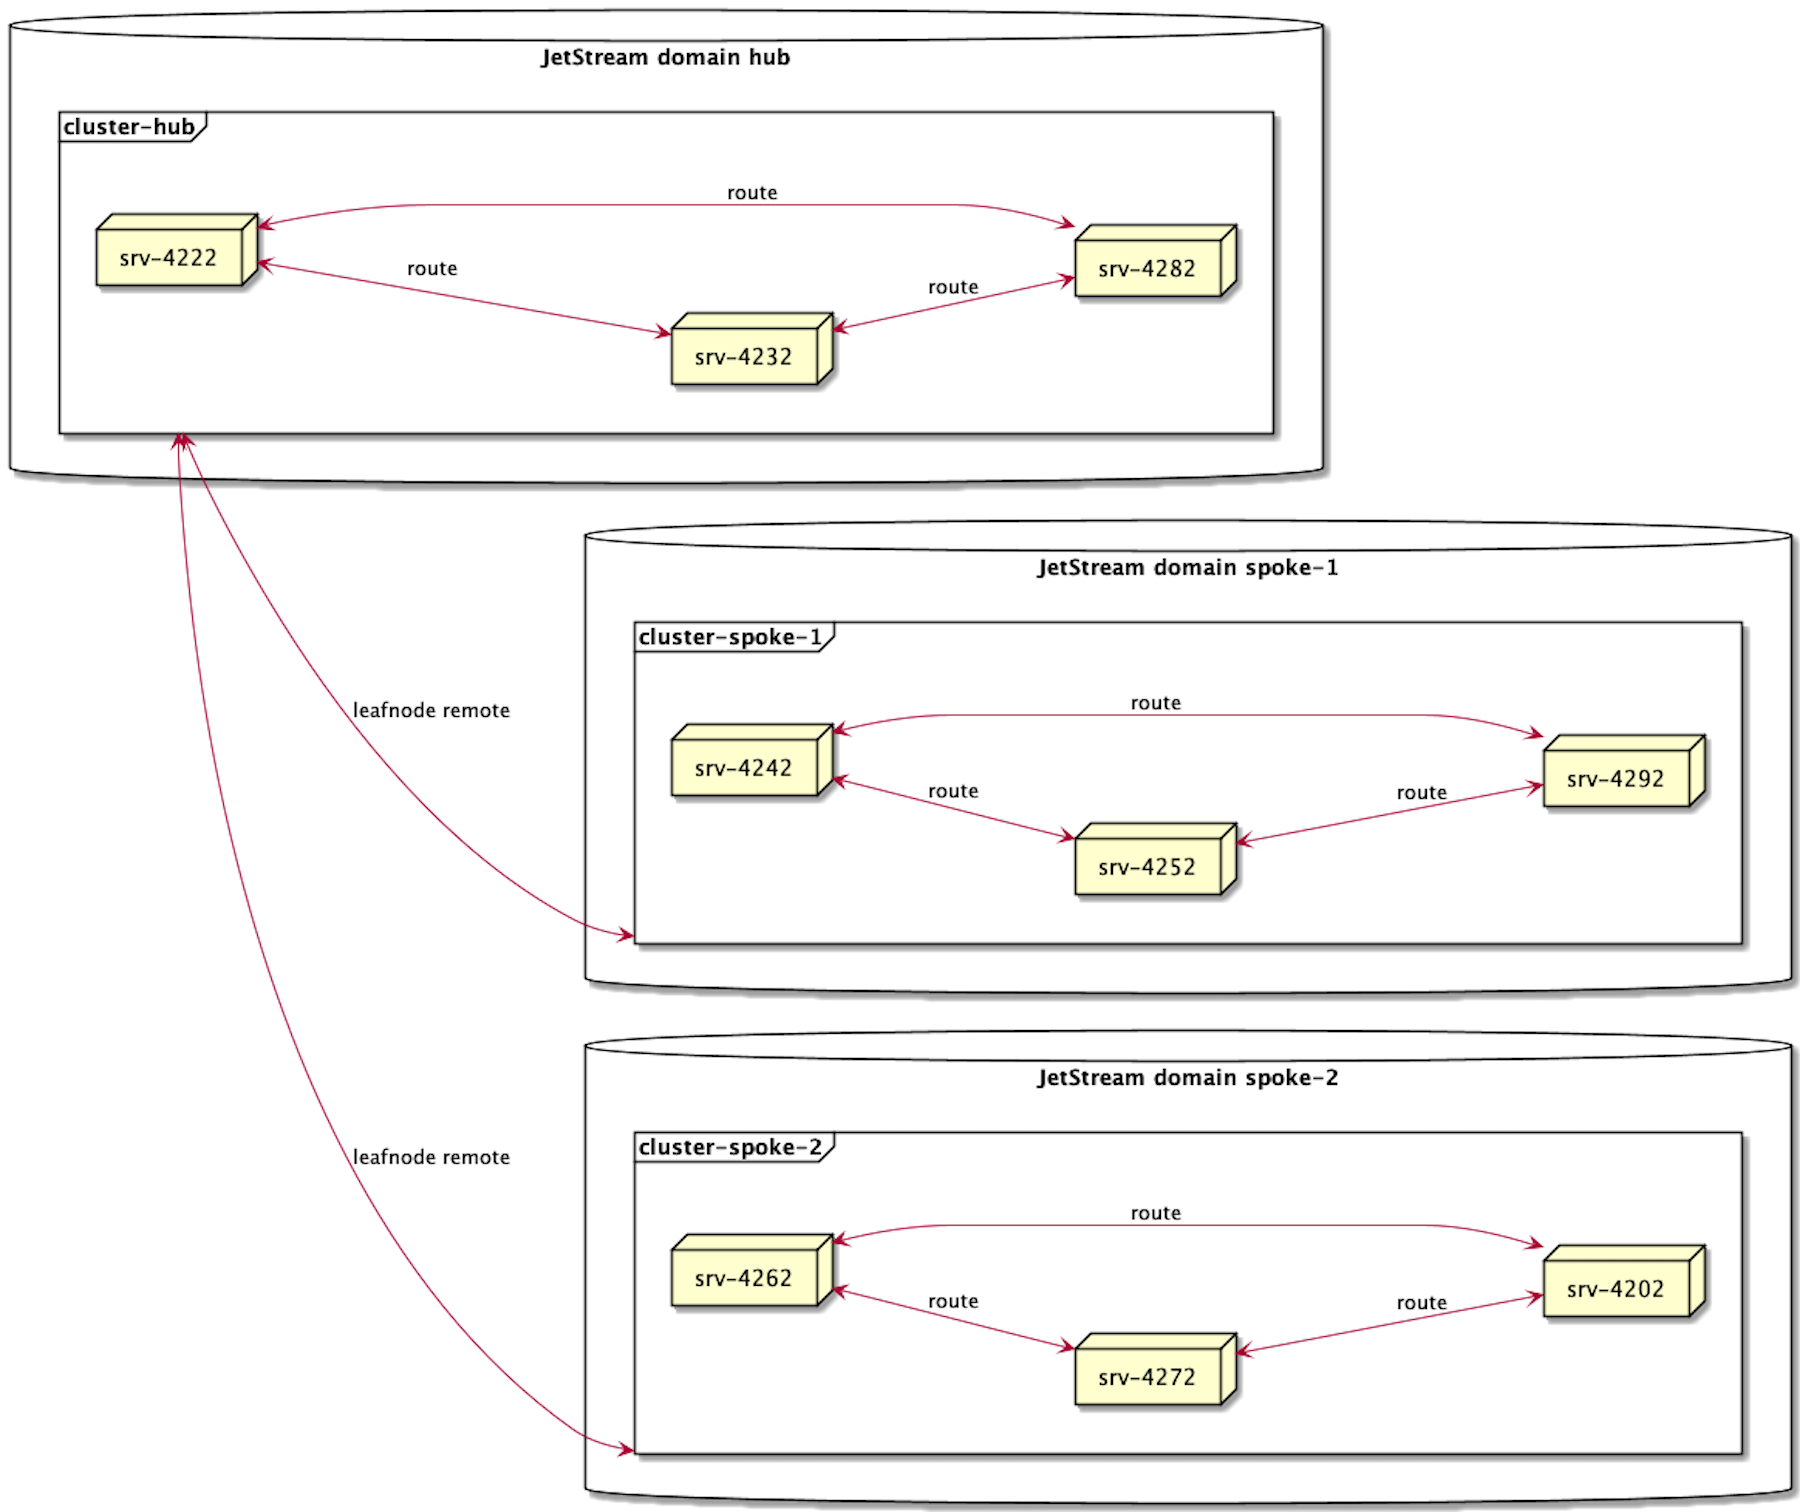 JetStream domain hub
cluster-hub
route
srv-4222
srv-4282
route
route
srv-4232
JetStream domain spoke-1
cluster-spoke-1
leafnode remote
route
srv-4242
srv-4292
route
route
srv-4252
JetStream domain spoke-2
cluster-spoke-2
leafnode remote
route
srv-4262
srv-4202
route
route
srv-4272